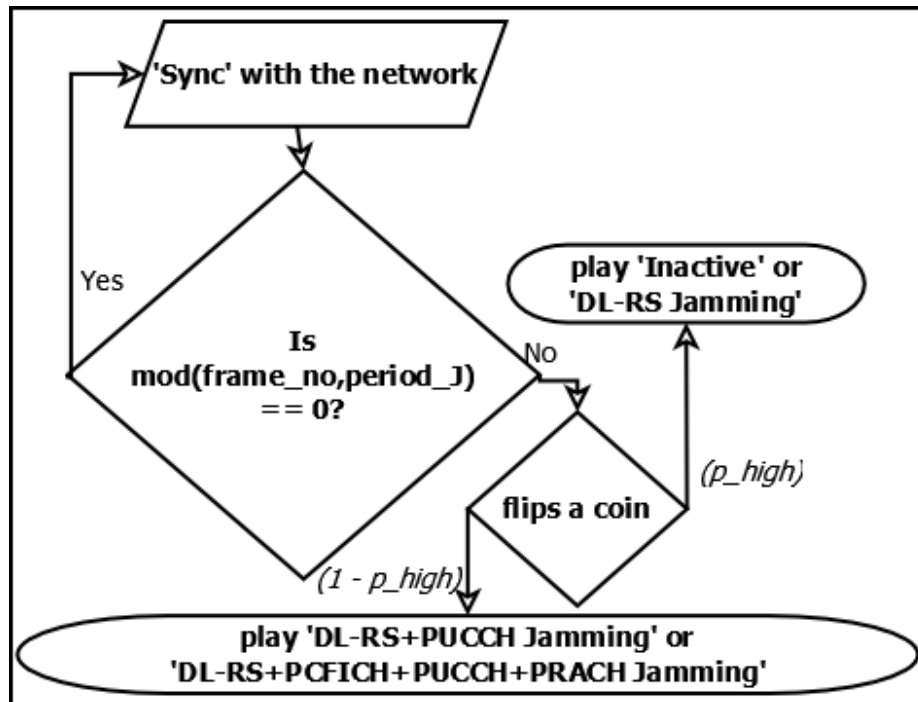 'Sync' with the network
Yes
Is
mod(frame_no,period_J)
== 0?
No
play 'Inactive' or
'DL-RS Jamming'
(p_high)
flips a coin
(1 - p_high)
play 'DL-RS+PUCCH Jamming' or
'DL-RS+PCFICH+PUCCH+PRACH Jamming'